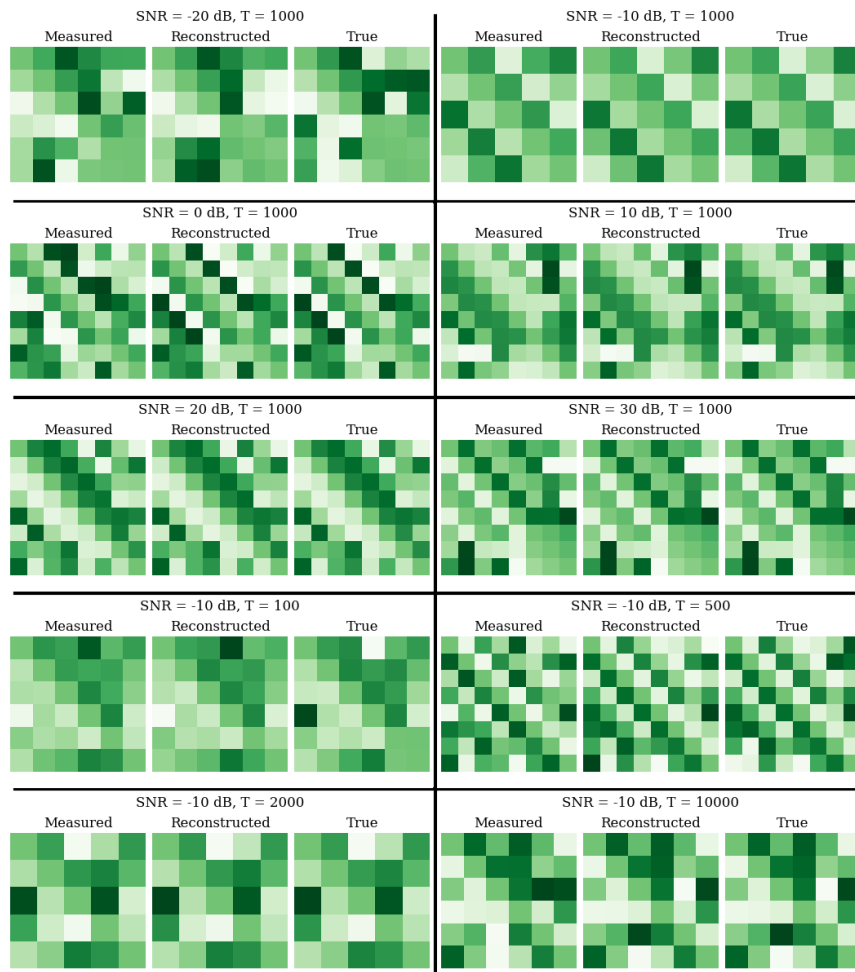 SNR = -20 dB, T = 1000
Measured Reconstructed True
SNR = -10 dB, T = 1000
Measured Reconstructed True
SNR = 0 dB, T = 1000
Measured Reconstructed True
SNR = 10 dB, T = 1000
Measured Reconstructed True
SNR = 20 dB, T = 1000
Measured Reconstructed True
SNR = 30 dB, T = 1000
Measured Reconstructed True
SNR = -10 dB, T = 100
Measured Reconstructed True
SNR = -10 dB, T = 500
Measured Reconstructed True
SNR = -10 dB, T = 2000
Measured Reconstructed True
SNR = -10 dB, T = 10000
Measured Reconstructed True